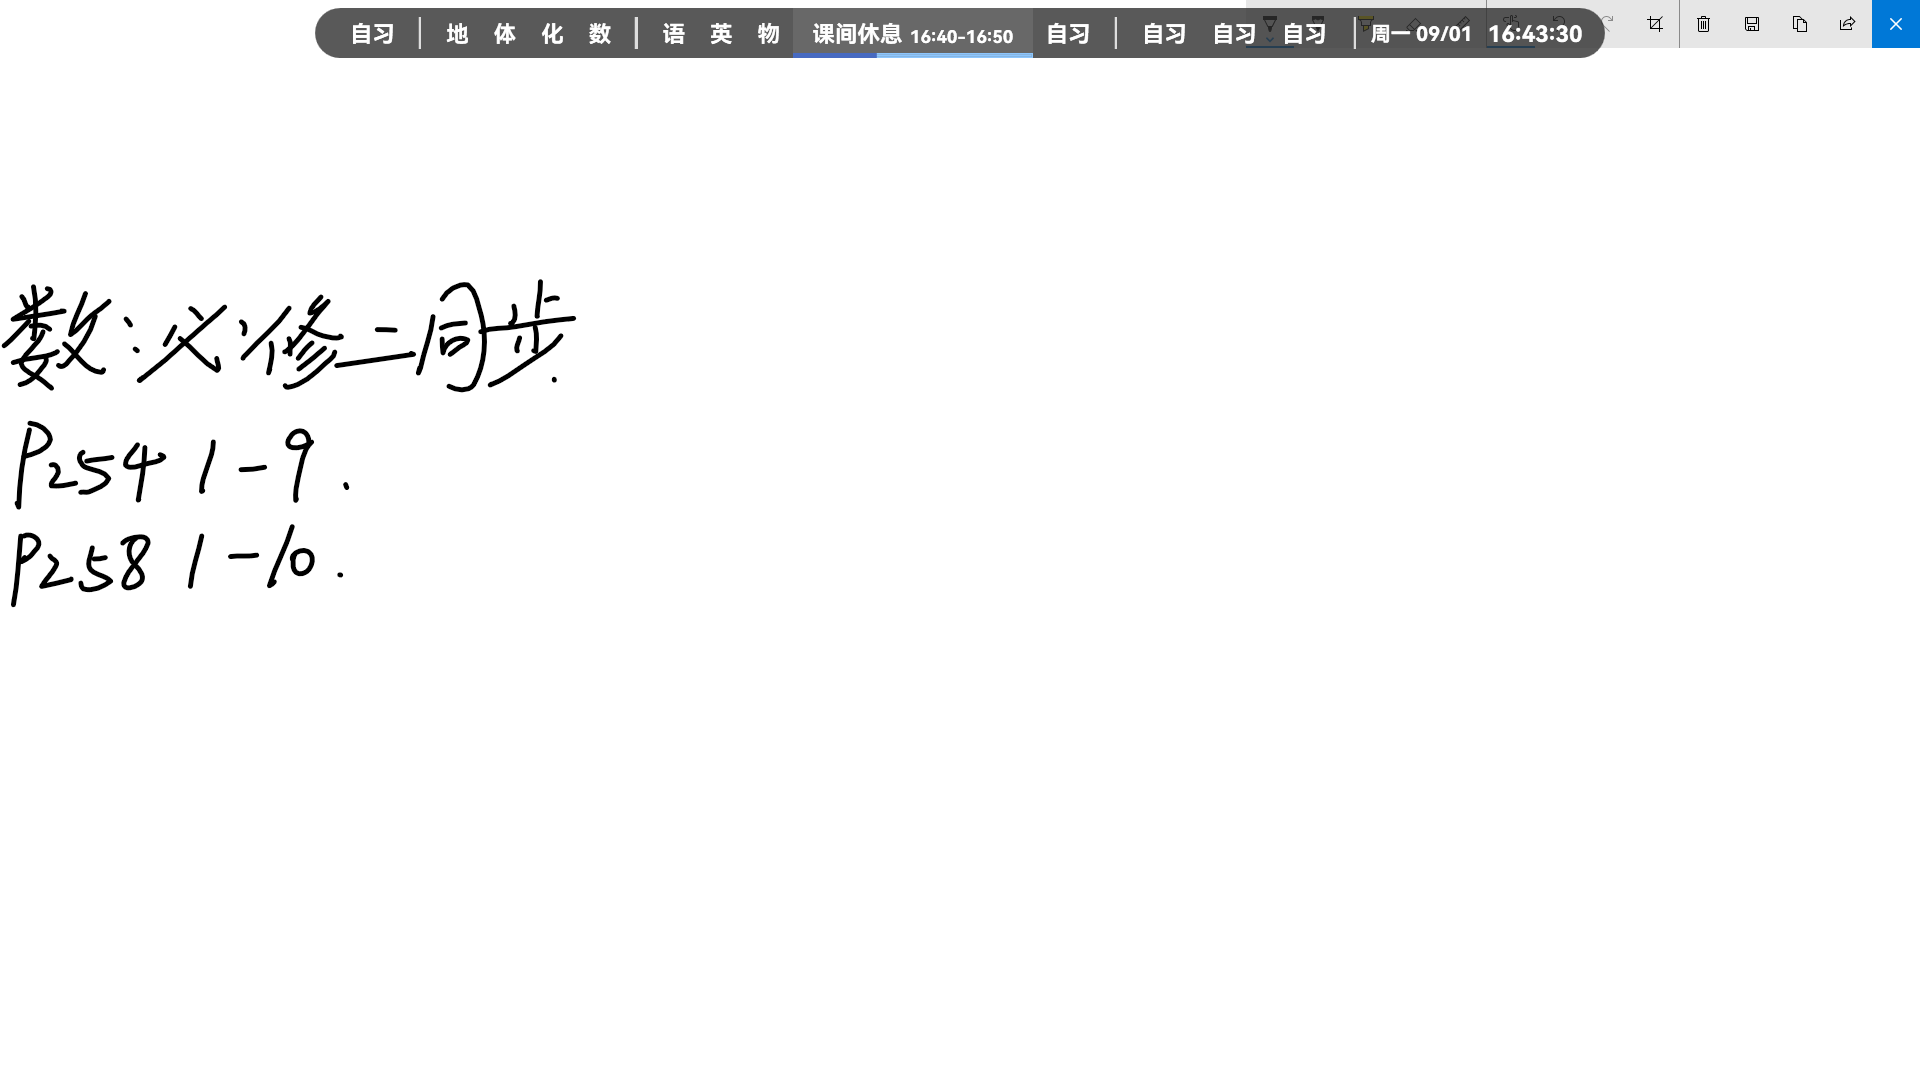 自习 | 地 体 化 数 | 语 英 物 课间休息 16:40-16:50 自习 | 自习 自习 自习 | 周一 09/01 16:43:30
数:必修二同步.
P254 1-9.
P258 1-10.